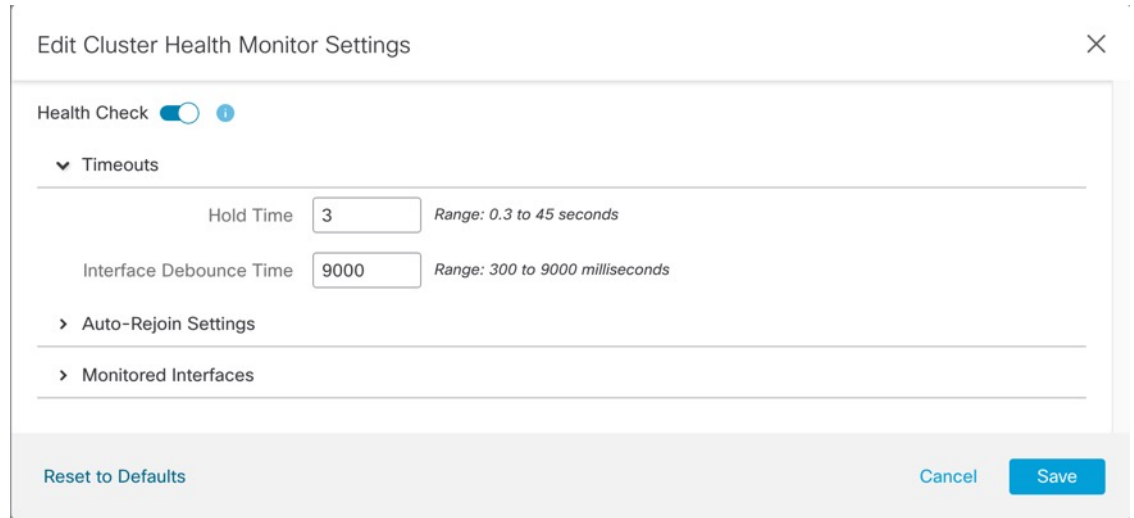 Edit Cluster Health Monitor Settings
Health Check
Timeouts
Hold Time 3 Range: 0.3 to 45 seconds
Interface Debounce Time 9000 Range: 300 to 9000 milliseconds
Auto-Rejoin Settings
Monitored Interfaces
Reset to Defaults Cancel Save